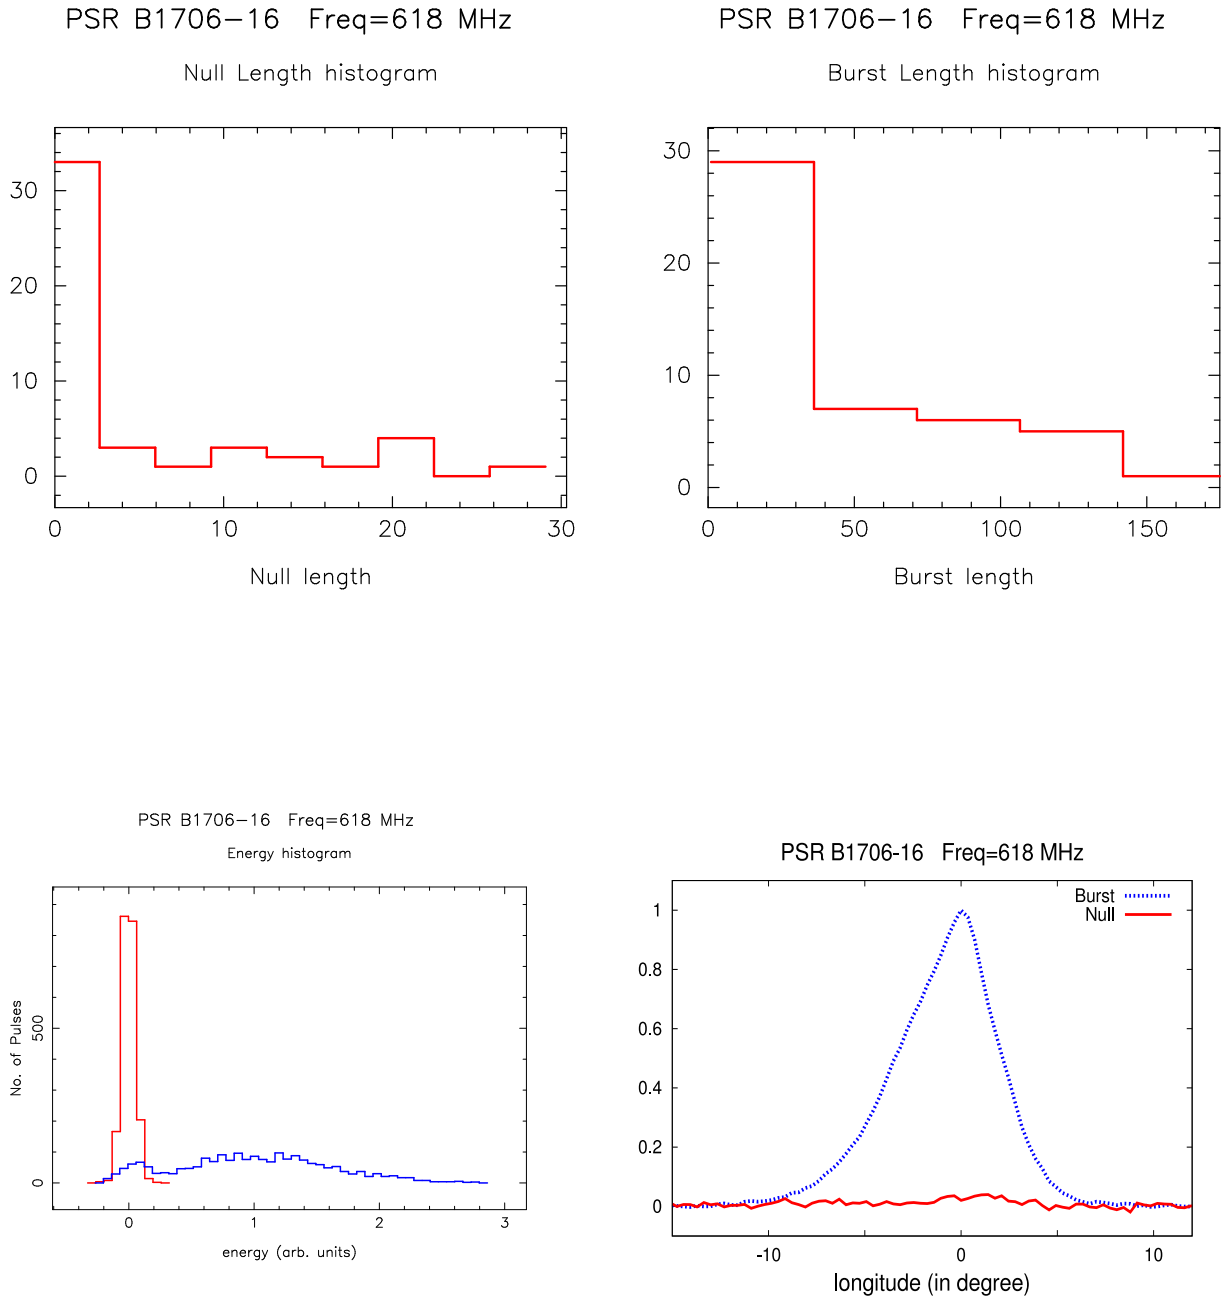 PSR B1706−16 Freq=618 MHz
Null Length histogram
30
20
10
0
0 10 20 30
Null length
PSR B1706−16 Freq=618 MHz
Burst Length histogram
30
20
10
0
0 50 100 150
Burst length
PSR B1706−16 Freq=618 MHz
Energy histogram
No. of Pulses
500
0
0 1 2 3
energy (arb. units)
PSR B1706-16 Freq=618 MHz
Burst
Null
1
0.8
0.6
0.4
0.2
0
-10 0 10
longitude (in degree)